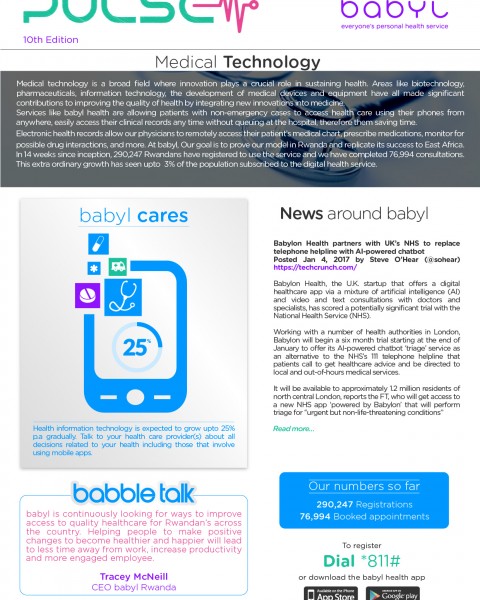 PULSE
10th Edition
babyl
everyone's personal health service
Medical Technology
Medical technology is a broad field where innovation plays a crucial role in sustaining health. Areas like biotechnology,
pharmaceuticals, information technology, the development of medical devices and equipment have all made significant
contributions to improving the quality of health by integrating new innovations into medicine.
Services like babyl health are allowing patients with non-emergency cases to access health care using their phones from
anywhere, easily access their clinical records any time without queuing at the hospital, therefore them saving time.
Electronic health records allow our physicians to remotely access their patient's medical chart, prescribe medications, monitor for
possible drug interactions, and more. At babyl, Our goal is to prove our model in Rwanda and replicate its success to East Africa.
In 14 weeks since inception, 290,247 Rwandans have registered to use the service and we have completed 76,994 consultations.
This extra ordinary growth has seen upto 3% of the population subscribed to the digital health service.
babyl cares
25%
Health information technology is expected to grow upto 25%
p.a gradually. Talk to your health care provider(s) about all
decisions related to your health including those that involve
using mobile apps.
babble talk
babyl is continuously looking for ways to improve
access to quality healthcare for Rwandan's across
the country. Helping people to make positive
changes to become healthier and happier will lead
to less time away from work, increase productivity
and more engaged employee.
Tracey McNeill
CEO babyl Rwanda
News around babyl
Babylon Health partners with UK's NHS to replace
telephone helpline with AI-powered chatbot
Posted Jan 4, 2017 by Steve O'Hear (@sohear)
https://techcrunch.com/
Babylon Health, the U.K. startup that offers a digital
healthcare app via a mixture of artificial intelligence (AI)
and video and text consultations with doctors and
specialists, has scored a potentially significant trial with the
National Health Service (NHS).
Working with a number of health authorities in London,
Babylon will begin a six month trial starting at the end of
January to offer its AI-powered chatbot 'triage' service as
an alternative to the NHS's 111 telephone helpline that
patients call to get healthcare advice and be directed to
local and out-of-hours medical services.
It will be available to approximately 1.2 million residents of
north central London, reports the FT, who will get access to
a new NHS app 'powered by Babylon' that will perform
triage for "urgent but non-life-threatening conditions"
Read more...
Our numbers so far
290,247 Registrations
76,994 Booked appointments
To register
Dial *811#
or download the babyl health app
Available on the iPhone
App Store
ANDROID APP ON
Google play